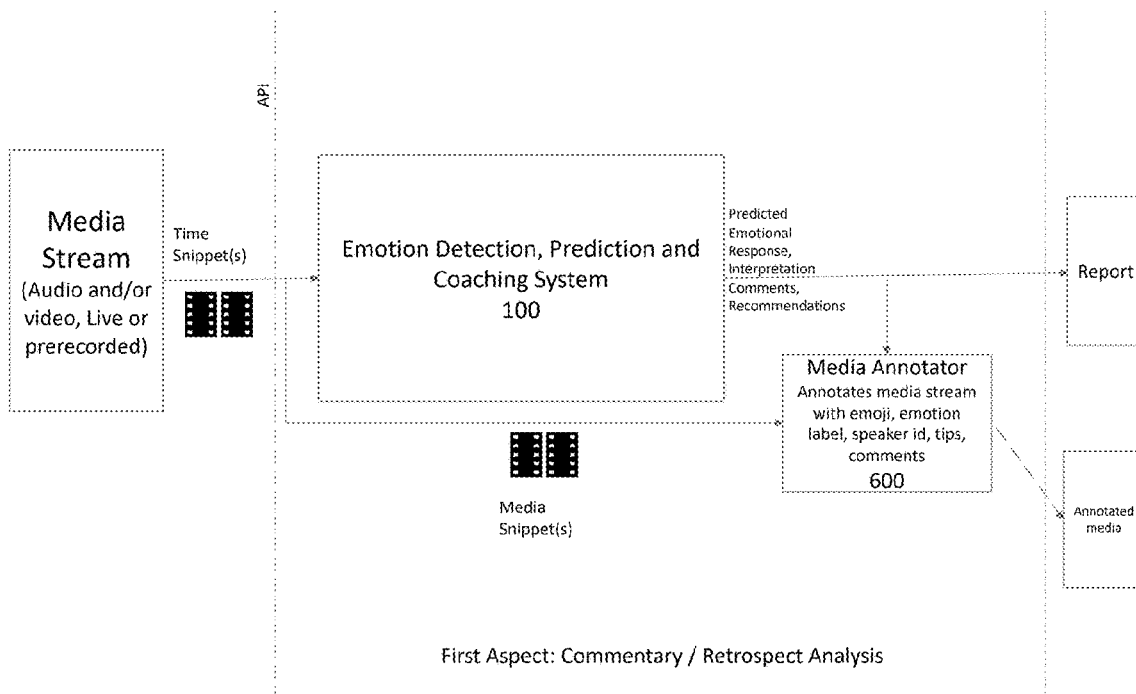 API
Media
Stream
(Audio and/or
video, Live or
prerecorded)
Time
Snippet(s)
Emotion Detection, Prediction and
Coaching System
100
Predicted
Emotional
Response,
Interpretation
Comments,
Recommendations
Report
Media Annotator
Annotates media stream
with emoji, emotion
label, speaker id, tips,
comments
600
Media
Snippet(s)
Annotated
media
First Aspect: Commentary / Retrospect Analysis